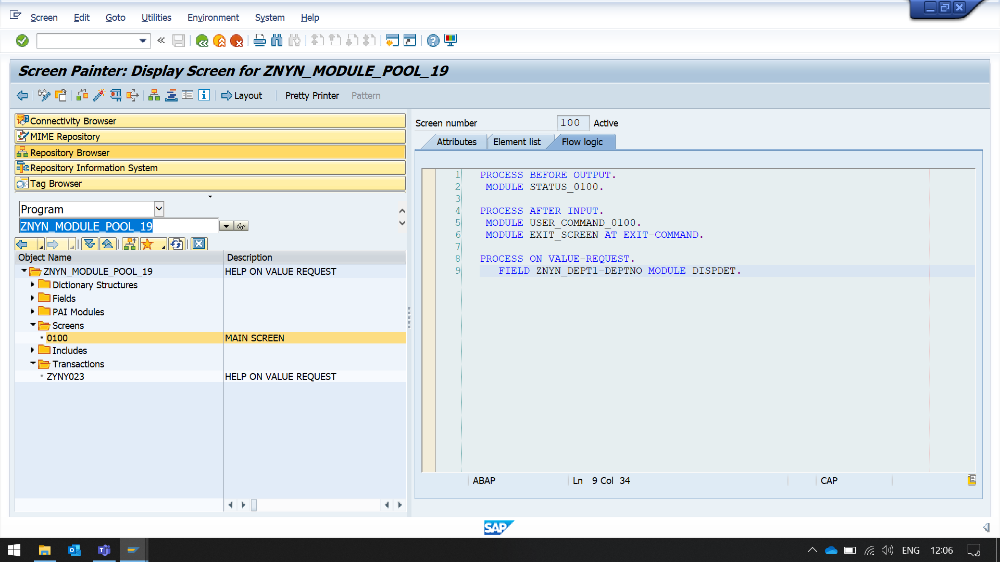 Screen Edit Goto Utilities Environment System Help
Screen Painter: Display Screen for ZNYN_MODULE_POOL_19
Layout Pretty Printer Pattern
Connectivity Browser
MIME Repository
Repository Browser
Repository Information System
Tag Browser
Program
ZNYN_MODULE_POOL_19
Object Name Description
ZNYN_MODULE_POOL_19 HELP ON VALUE REQUEST
Dictionary Structures
Fields
PAI Modules
Screens
0100 MAIN SCREEN
Includes
Transactions
ZYNY023 HELP ON VALUE REQUEST
Screen number 100 Active
Attributes Element list Flow logic
1 PROCESS BEFORE OUTPUT.
2 MODULE STATUS_0100.
3
4 PROCESS AFTER INPUT.
5 MODULE USER_COMMAND_0100.
6 MODULE EXIT_SCREEN AT EXIT-COMMAND.
7
8 PROCESS ON VALUE-REQUEST.
9 FIELD ZNYN_DEPT1-DEPTNO MODULE DISPDET.
ABAP Ln 9 Col 34 CAP
SAP
ENG 12:06